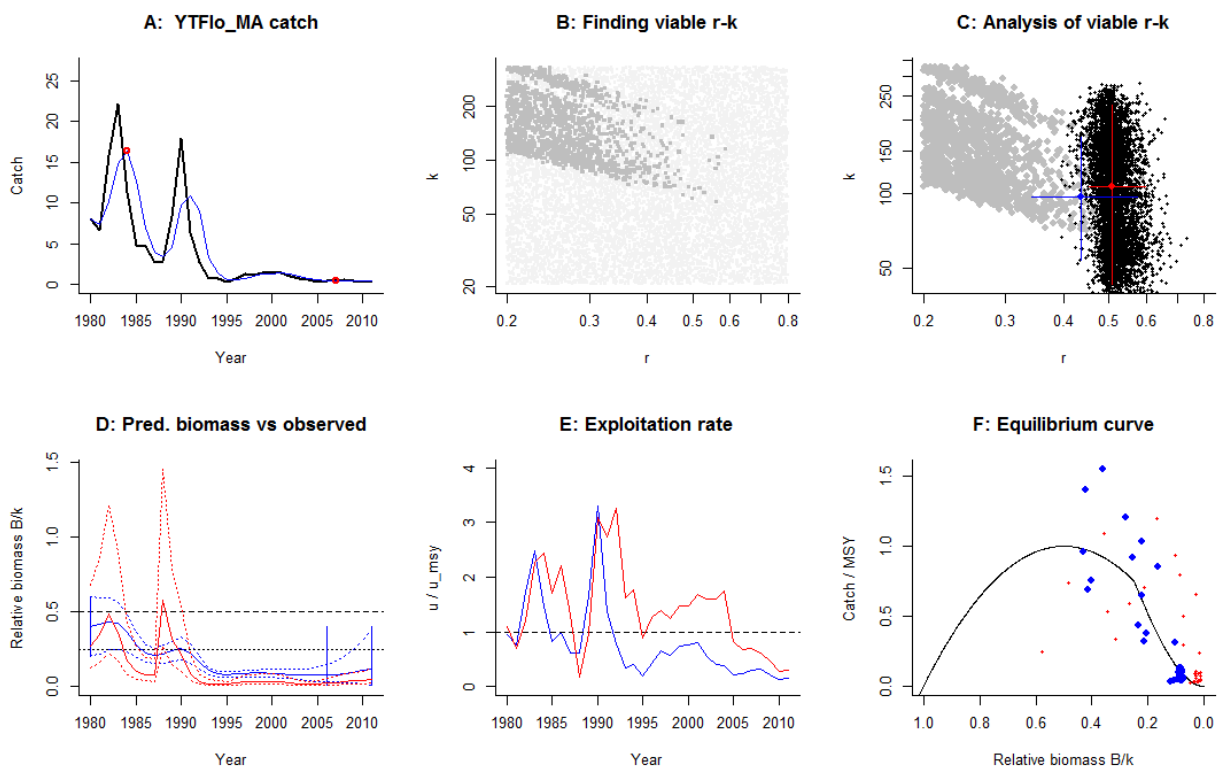 A: YTFlo_MA catch
B: Finding viable r-k
C: Analysis of viable r-k
Catch
0 5 10 15 20 25
1980 1985 1990 1995 2000 2005 2010
Year
k
20 50 100 200
0.2 0.3 0.4 0.5 0.6 0.8
r
k
50 100 150 250
0.2 0.3 0.4 0.5 0.6 0.8
r
D: Pred. biomass vs observed
E: Exploitation rate
F: Equilibrium curve
Relative biomass B/k
0.0 0.5 1.0 1.5
1980 1985 1990 1995 2000 2005 2010
Year
u / u_msy
0 1 2 3 4
1980 1985 1990 1995 2000 2005 2010
Year
Catch / MSY
0.0 0.5 1.0 1.5
1.0 0.8 0.6 0.4 0.2 0.0
Relative biomass B/k